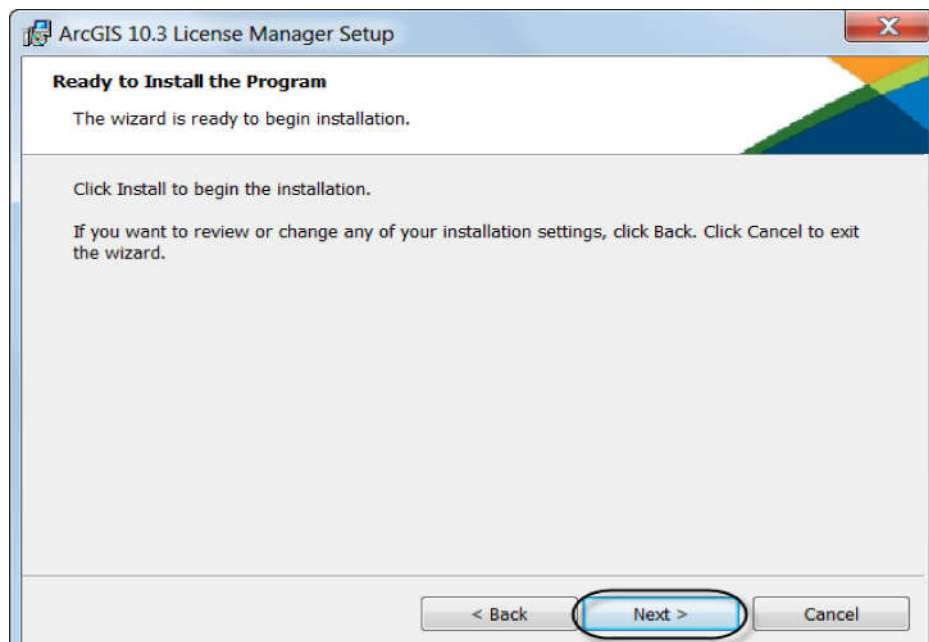 ArcGIS 10.3 License Manager Setup
Ready to Install the Program
The wizard is ready to begin installation.
Click Install to begin the installation.
If you want to review or change any of your installation settings, click Back. Click Cancel to exit
the wizard.
< Back Next > Cancel